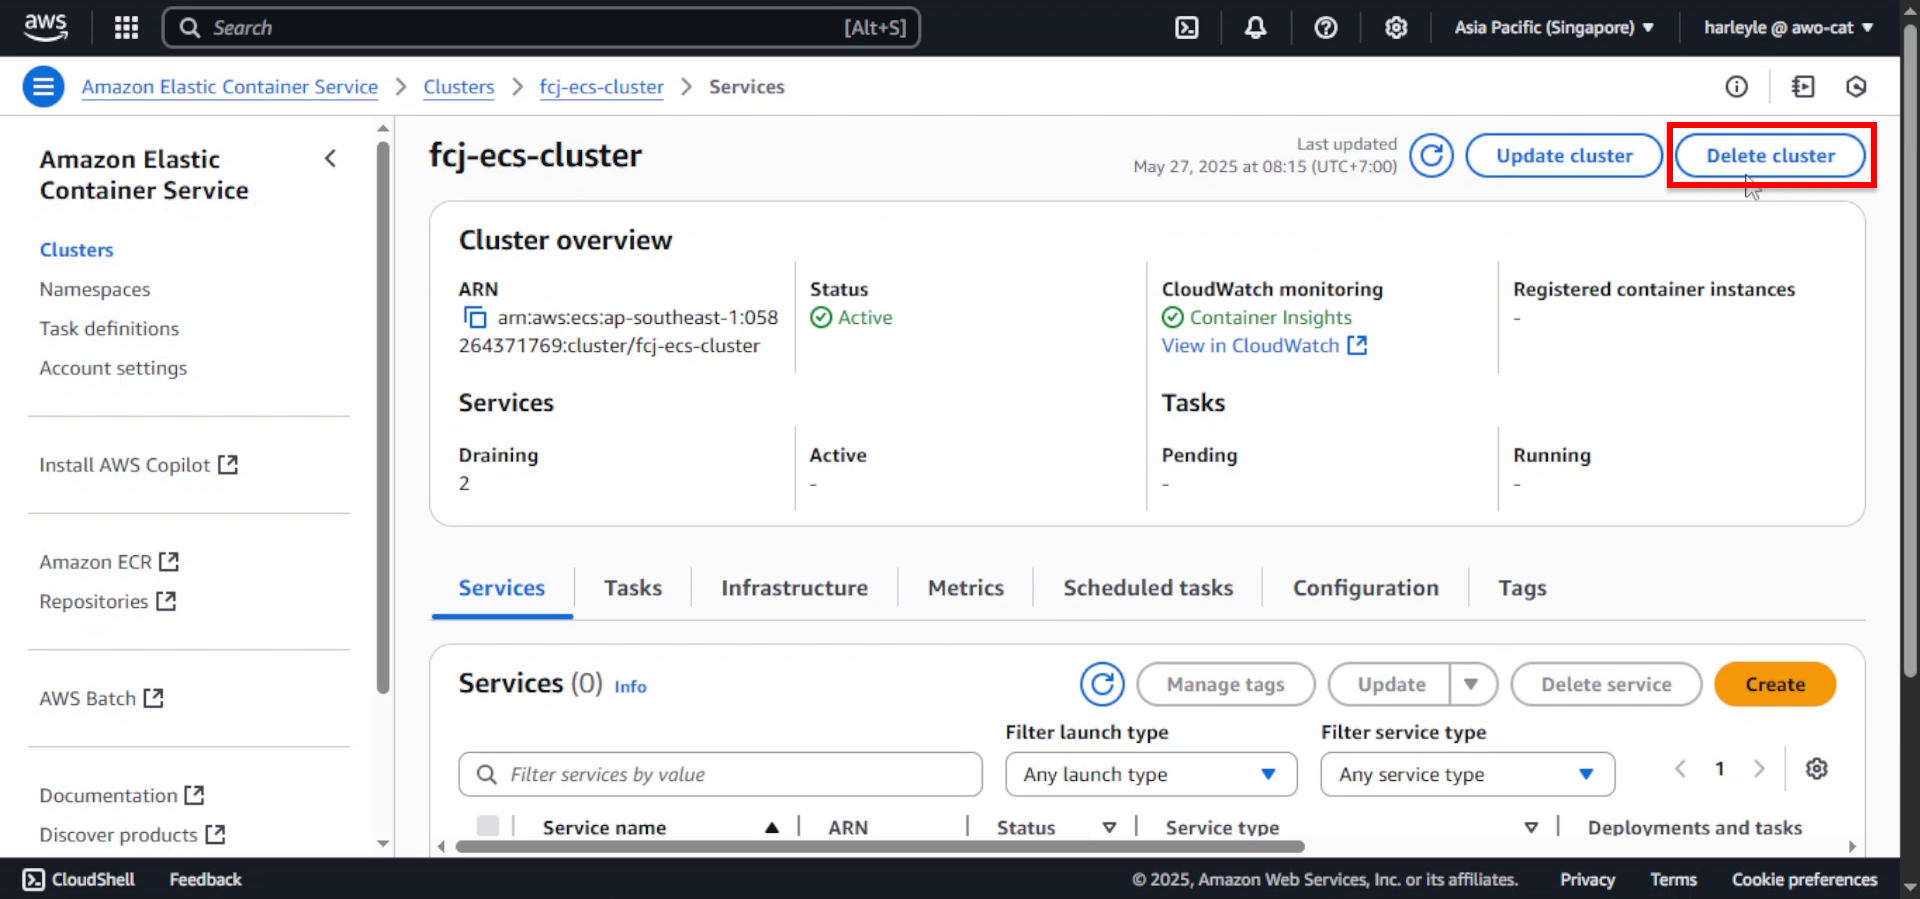 aws
Search [Alt+S]
Asia Pacific (Singapore)
harleyle @ awo-cat
Amazon Elastic Container Service
Clusters
fcj-ecs-cluster
Services
Amazon Elastic
Container Service
Clusters
Namespaces
Task definitions
Account settings
Install AWS Copilot
Amazon ECR
Repositories
AWS Batch
Documentation
Discover products
fcj-ecs-cluster
Last updated
May 27, 2025 at 08:15 (UTC+7:00)
Update cluster
Delete cluster
Cluster overview
ARN
arn:aws:ecs:ap-southeast-1:058
264371769:cluster/fcj-ecs-cluster
Status
Active
CloudWatch monitoring
Container Insights
View in CloudWatch
Registered container instances
-
Services
Draining
2
Active
-
Tasks
Pending
-
Running
-
Services
Tasks
Infrastructure
Metrics
Scheduled tasks
Configuration
Tags
Services (0) Info
Manage tags
Update
Delete service
Create
Filter services by value
Filter launch type
Any launch type
Filter service type
Any service type
1
Service name
ARN
Status
Service type
Deployments and tasks
CloudShell
Feedback
© 2025, Amazon Web Services, Inc. or its affiliates.
Privacy
Terms
Cookie preferences